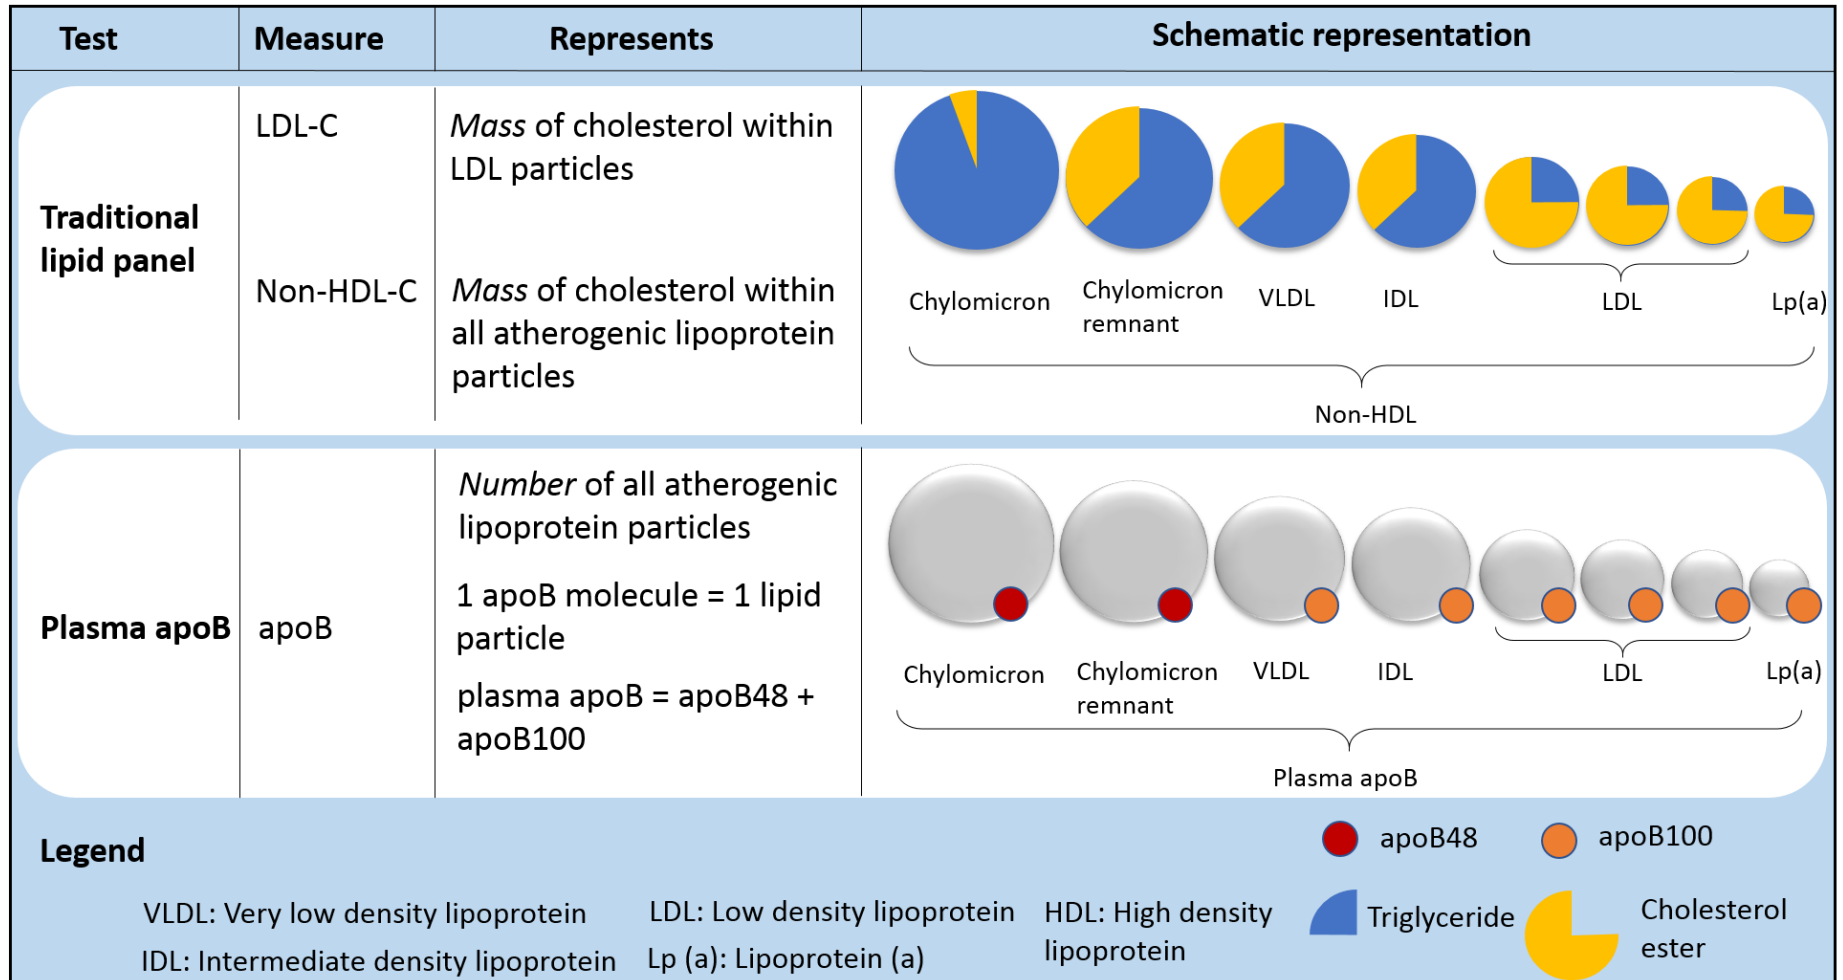 Test
Measure
Represents
Schematic representation
Traditional
lipid panel
LDL-C
Mass of cholesterol within
LDL particles
Non-HDL-C
Mass of cholesterol within
all atherogenic lipoprotein
particles
Chylomicron
Chylomicron
remnant
VLDL
IDL
LDL
Lp(a)
Non-HDL
Plasma apoB
apoB
Number of all atherogenic
lipoprotein particles
1 apoB molecule = 1 lipid
particle
plasma apoB = apoB48 +
apoB100
Chylomicron
Chylomicron
remnant
VLDL
IDL
LDL
Lp(a)
Plasma apoB
Legend
apoB48
apoB100
VLDL: Very low density lipoprotein
LDL: Low density lipoprotein
HDL: High density
lipoprotein
Triglyceride
Cholesterol
ester
IDL: Intermediate density lipoprotein
Lp (a): Lipoprotein (a)